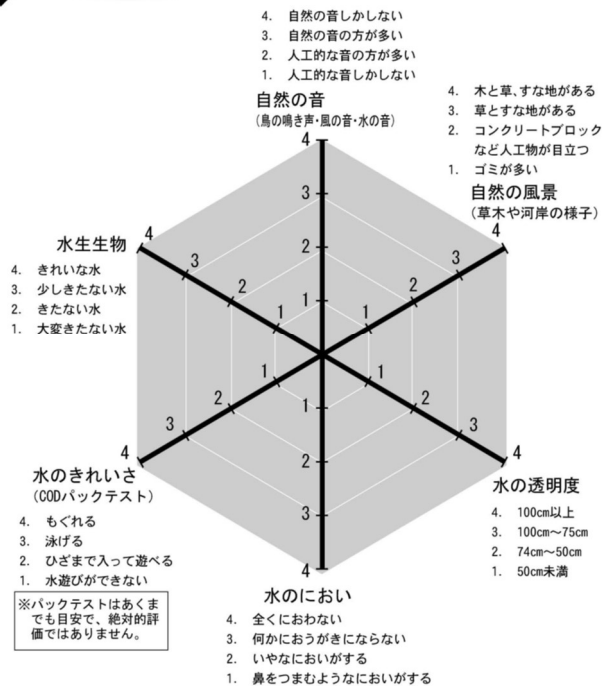 4. 自然の音しかしない
3. 自然の音の方が多い
2. 人工的な音の方が多い
1. 人工的な音しかしない
自然の音
(鳥の鳴き声・風の音・水の音)
4. 木と草、すな地がある
3. 草とすな地がある
2. コンクリートブロック
など人工物が目立つ
1. ゴミが多い
自然の風景
(草木や河岸の様子)
4
3
2
1
4
3
2
1
水生生物
4. きれいな水
3. 少しきたない水
2. きたない水
1. 大変きたない水
4
3
2
1
1
2
3
4
水のきれいさ
(CODパックテスト)
4. もぐれる
3. 泳げる
2. ひざまで入って遊べる
1. 水遊びができない
※パックテストはあくま
でも目安で、絶対的評
価ではありません。
1
2
3
4
水の透明度
4. 100cm以上
3. 100cm〜75cm
2. 74cm〜50cm
1. 50cm未満
1
2
3
4
水のにおい
4. 全くにおわない
3. 何かにおうがきにならない
2. いやなにおいがする
1. 鼻をつまむようなにおいがする